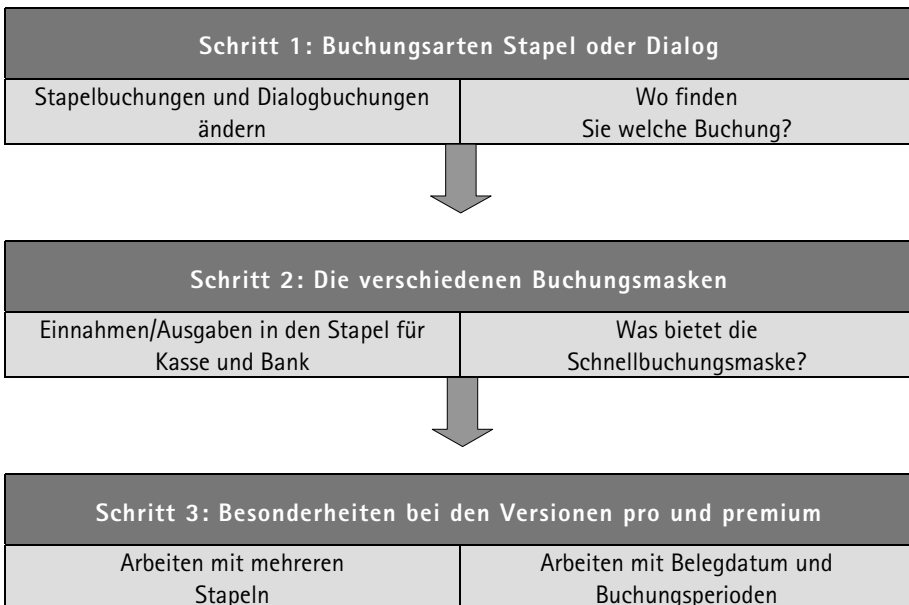 Schritt 1: Buchungsarten Stapel oder Dialog
Stapelbuchungen und Dialogbuchungen
ändern
Wo finden
Sie welche Buchung?
Schritt 2: Die verschiedenen Buchungsmasken
Einnahmen/Ausgaben in den Stapel für
Kasse und Bank
Was bietet die
Schnellbuchungsmaske?
Schritt 3: Besonderheiten bei den Versionen pro und premium
Arbeiten mit mehreren
Stapeln
Arbeiten mit Belegdatum und
Buchungsperioden